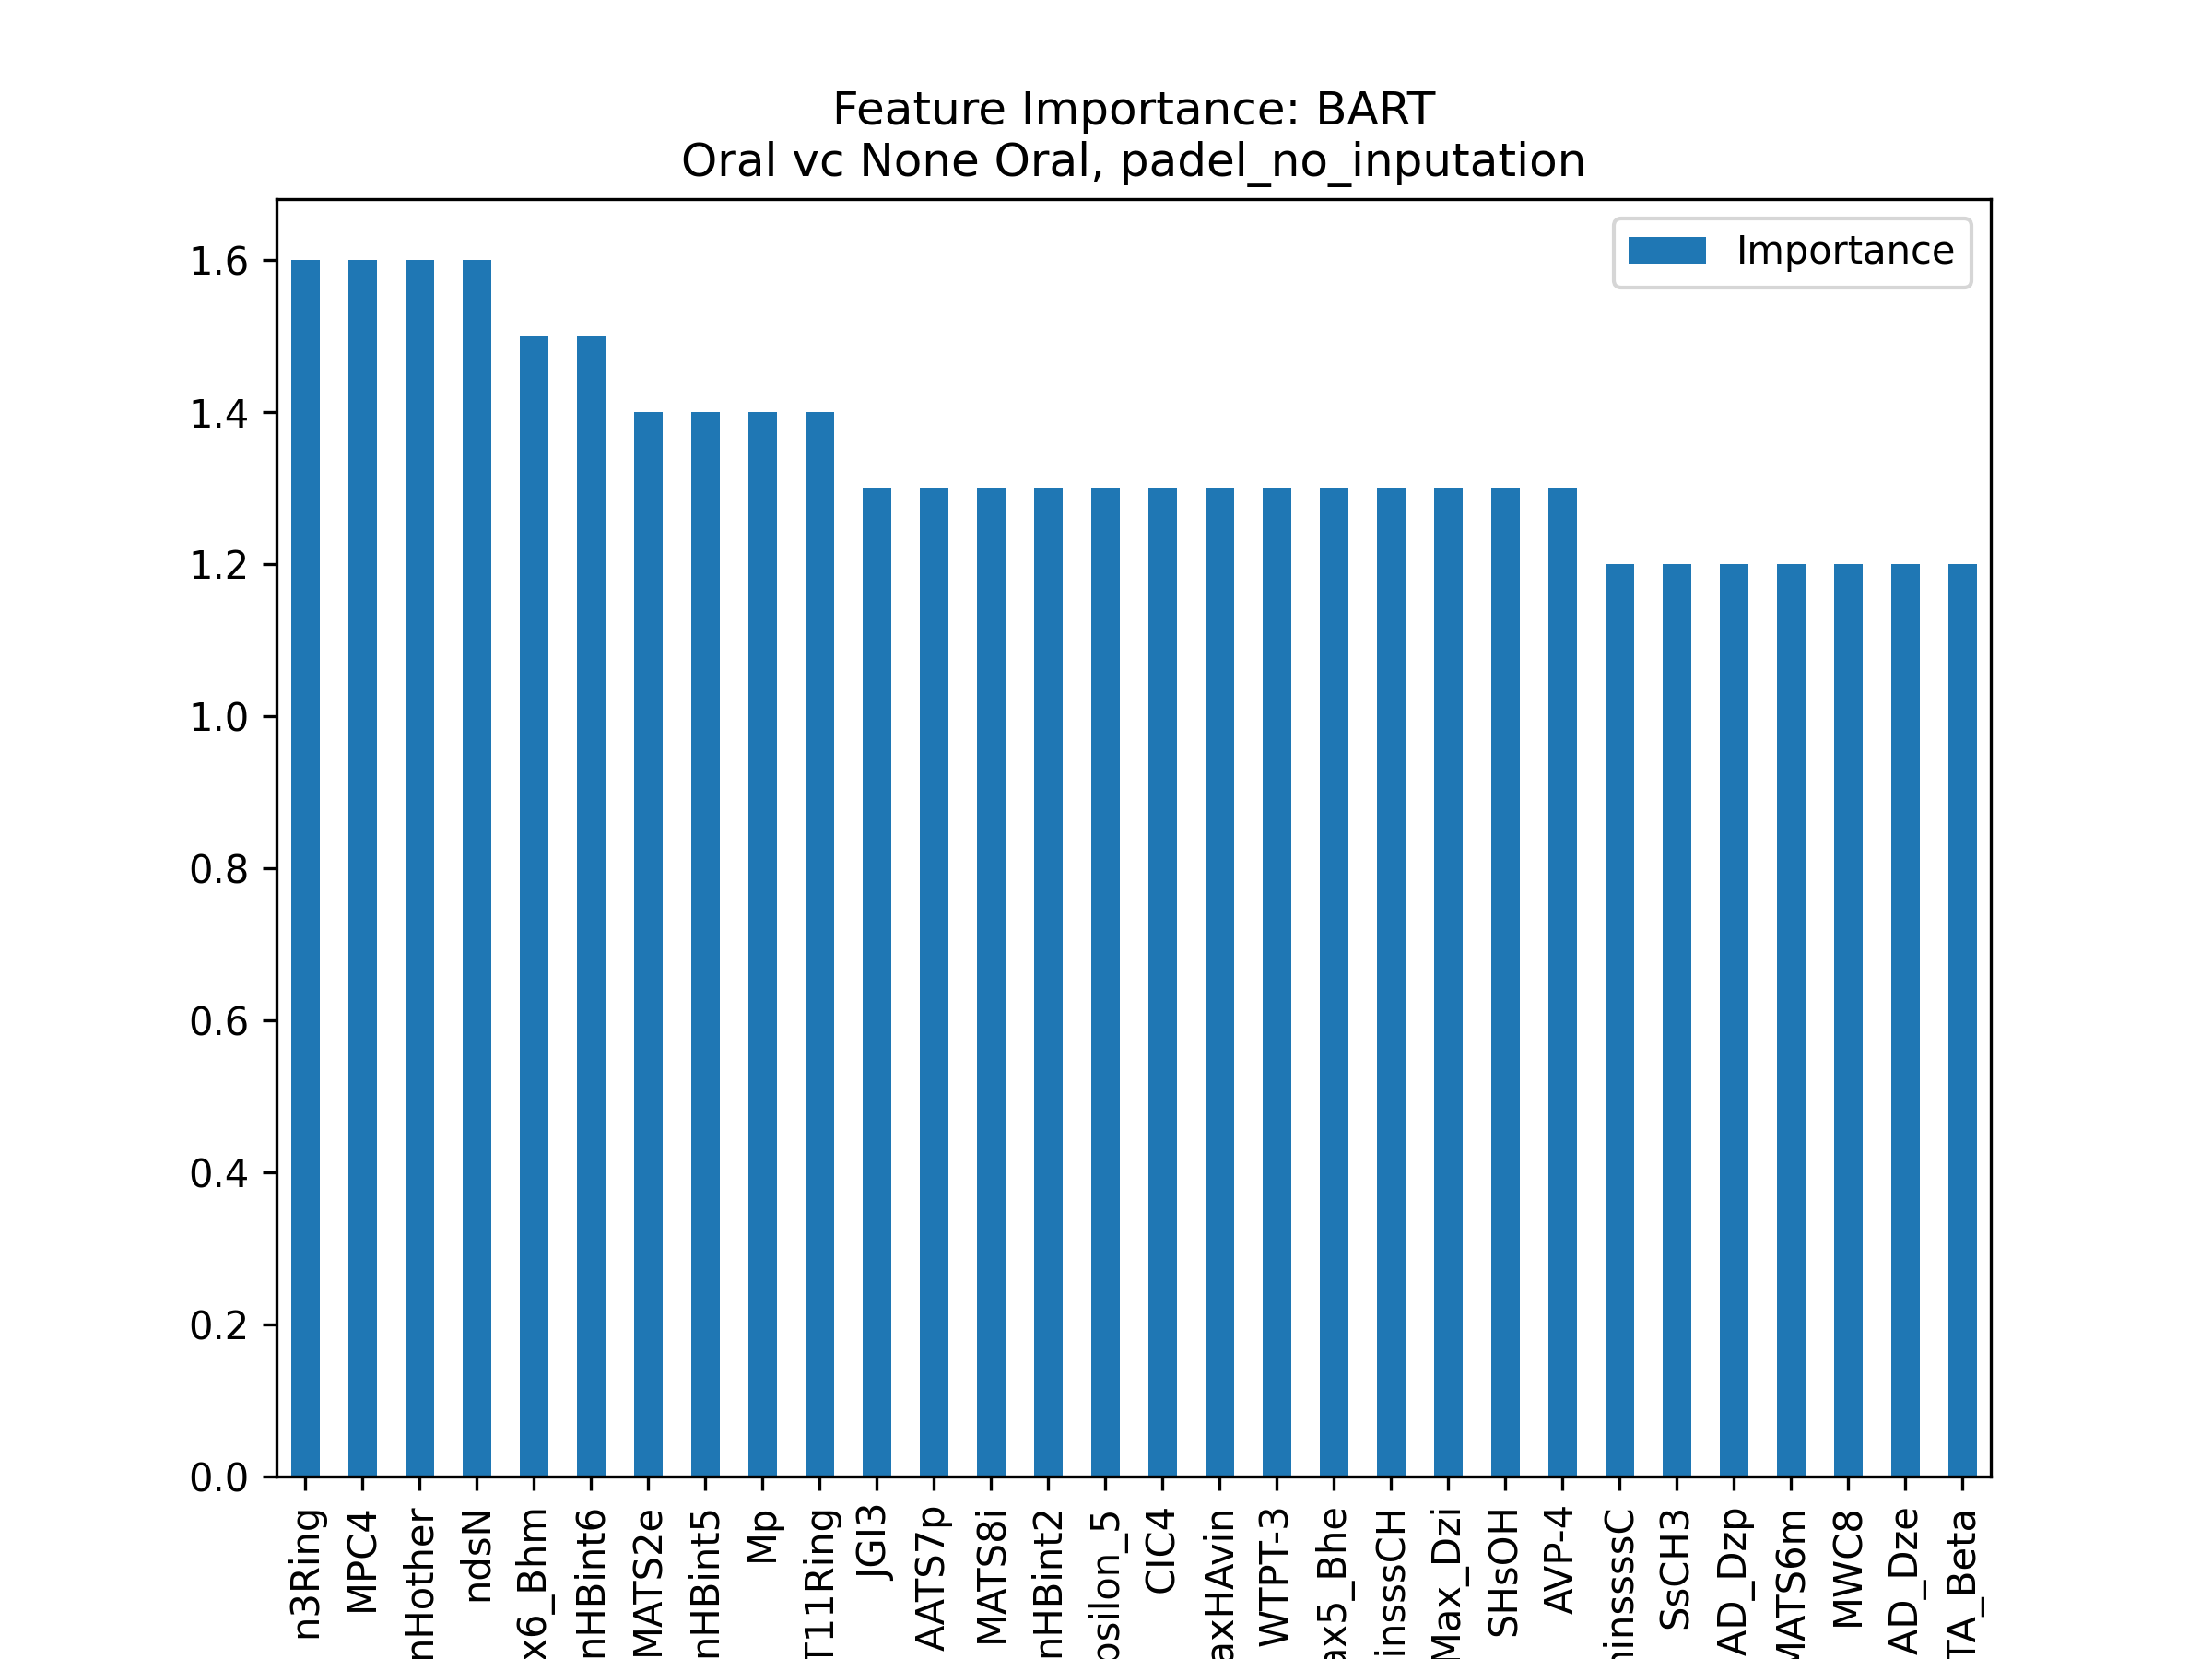 Feature Importance: BART
Oral vc None Oral, padel_no_inputation
Importance
1.6
1.4
1.2
1.0
0.8
0.6
0.4
0.2
0.0
n3Ring
MPC4
nHother
ndsN
x6_Bhm
nHBint6
MATS2e
nHBint5
Mp
T11Ring
JGI3
AATS7p
MATS8i
nHBint2
osilon_5
CIC4
axHAvin
WTPT-3
ax5_Bhe
insssCH
Max_Dzi
SHsOH
AVP-4
inssssC
SsCH3
AD_Dzp
MATS6m
MWC8
AD_Dze
TA_Beta